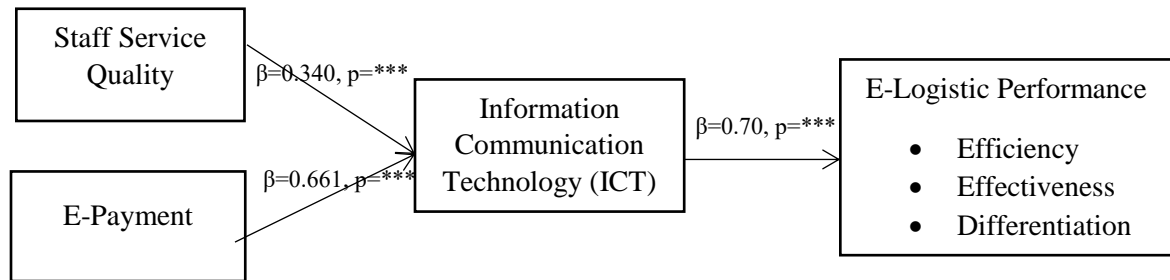 Staff Service
Quality
β=0.340, p=***
E-Payment
β=0.661, p=***
Information
Communication
Technology (ICT)
β=0.70, p=***
E-Logistic Performance
• Efficiency
• Effectiveness
• Differentiation